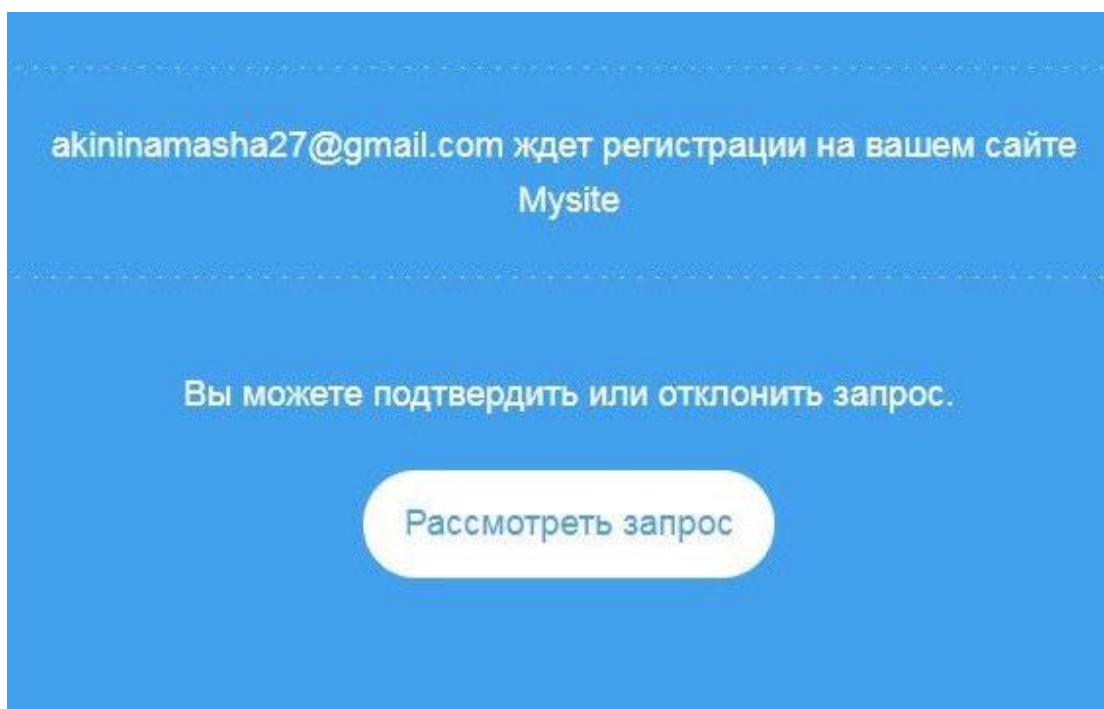 akininamasha27@gmail.com ждет регистрации на вашем сайте
Mysite
Вы можете подтвердить или отклонить запрос.
Рассмотреть запрос